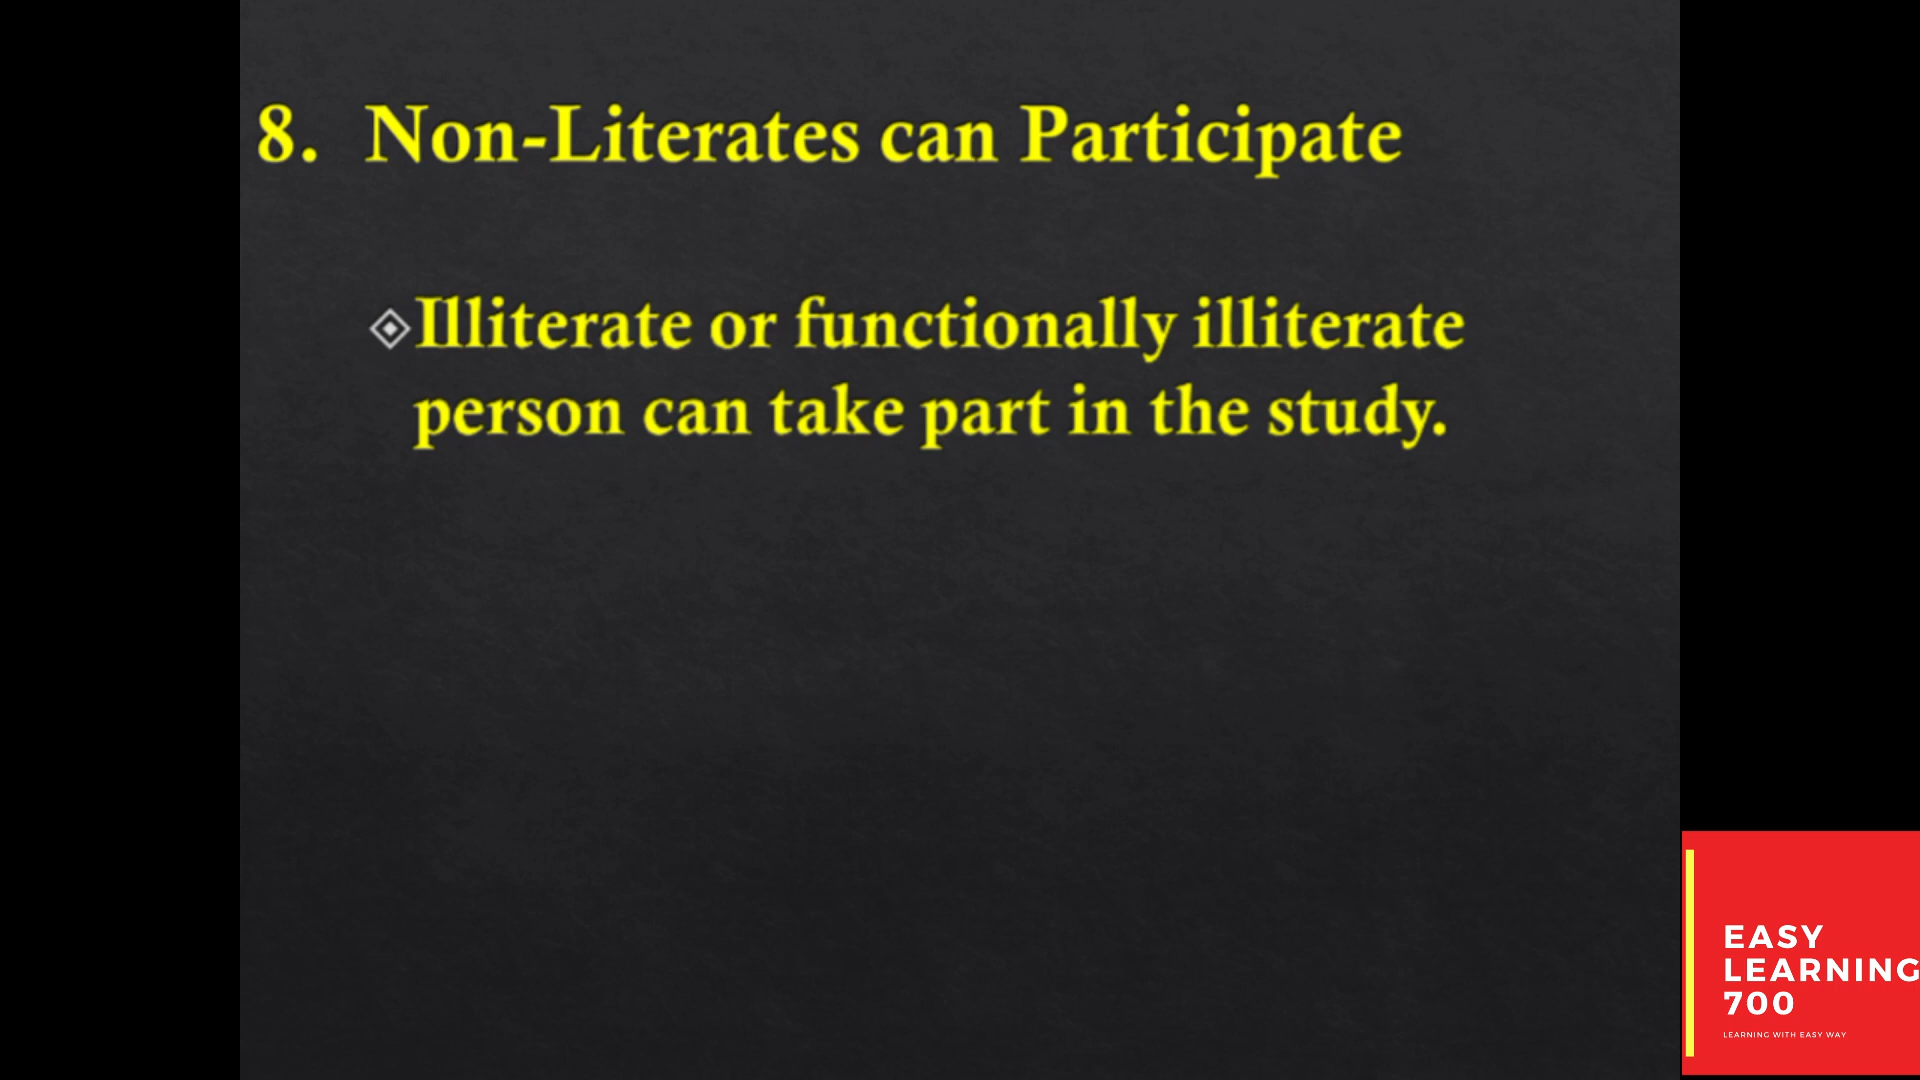 8. Non-Literates can Participate
Illiterate or functionally illiterate
person can take part in the study.
EASY
LEARNING
700
LEARNING WITH EASY WAY